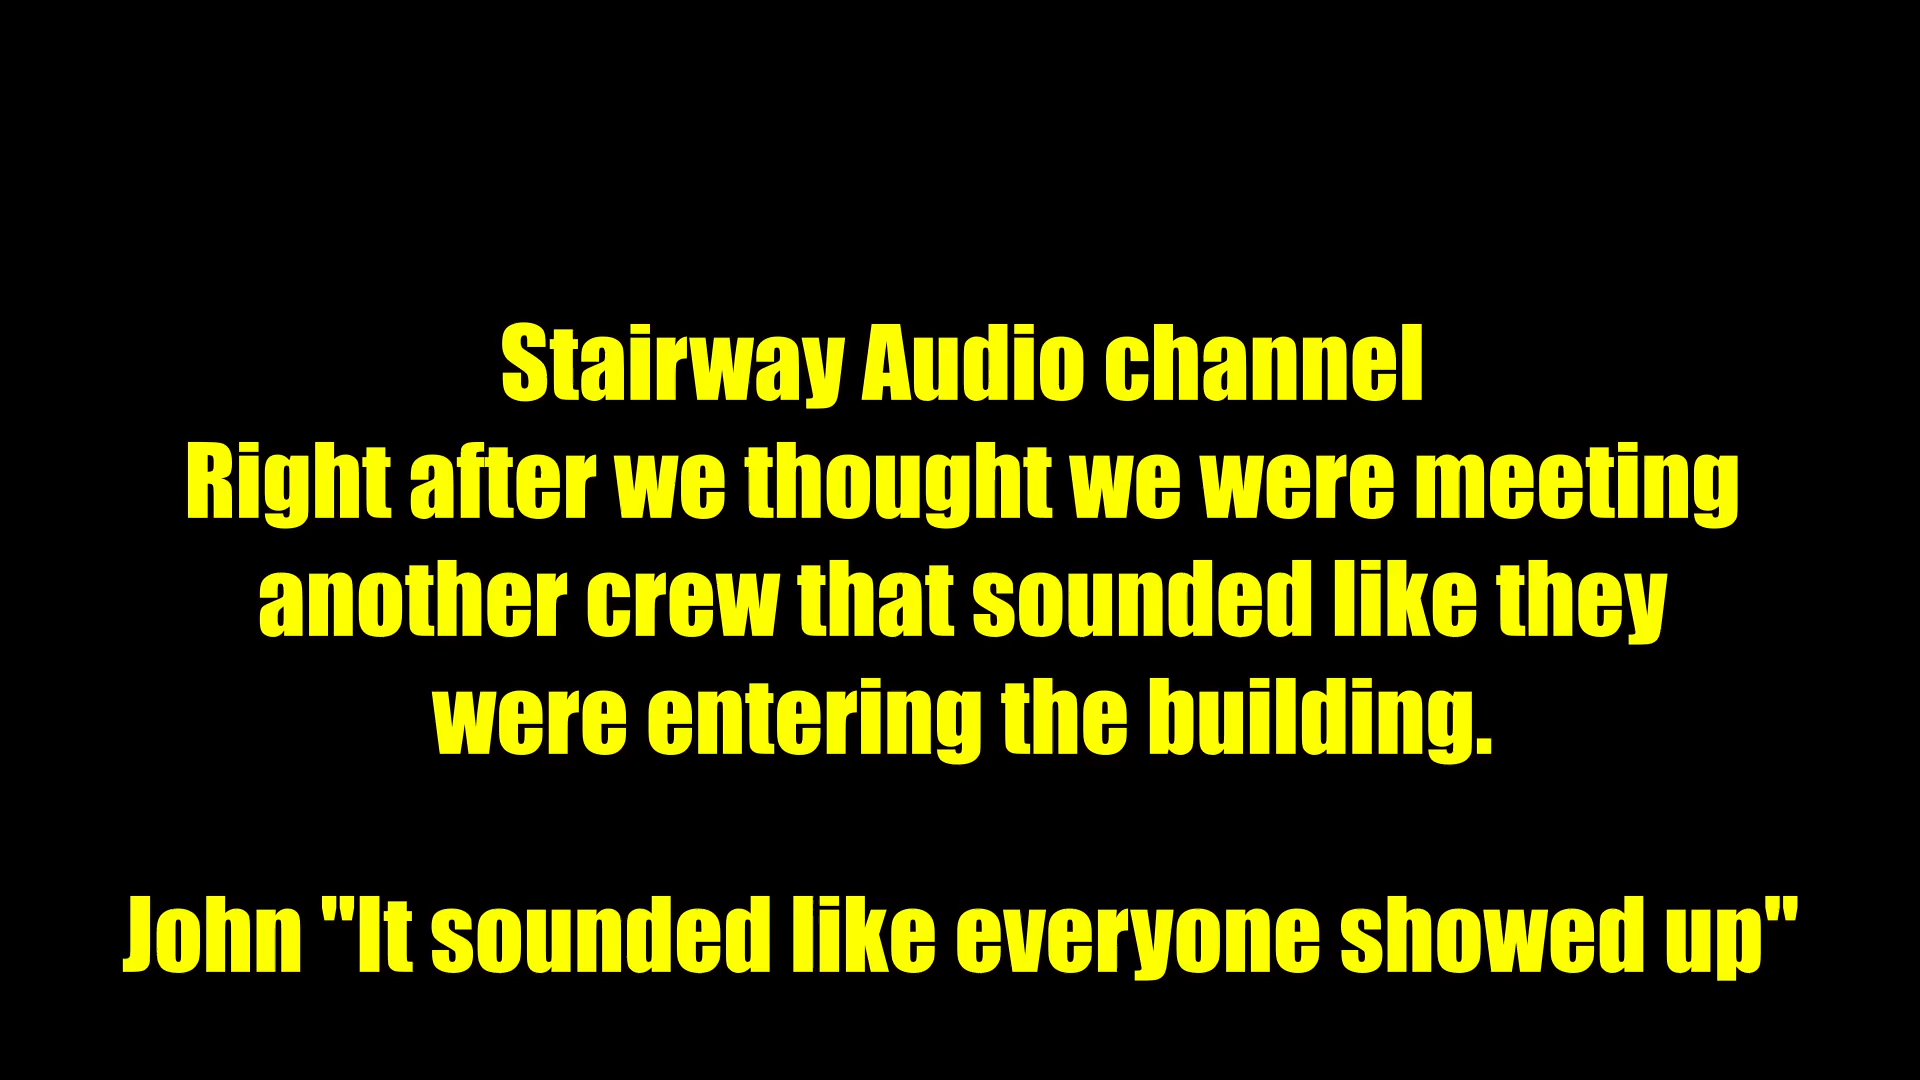 Stairway Audio channel
Right after we thought we were meeting
another crew that sounded like they
were entering the building.
John "It sounded like everyone showed up"